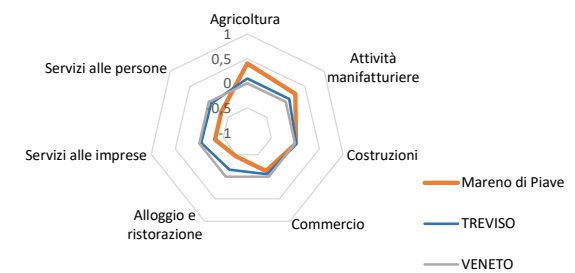 Agricoltura
1
0,5
0
-0,5
-1
Attività
manifatturiere
Costruzioni
Commercio
Alloggio e
ristorazione
Servizi alle imprese
Servizi alle persone
Mareno di Piave
TREVISO
VENETO